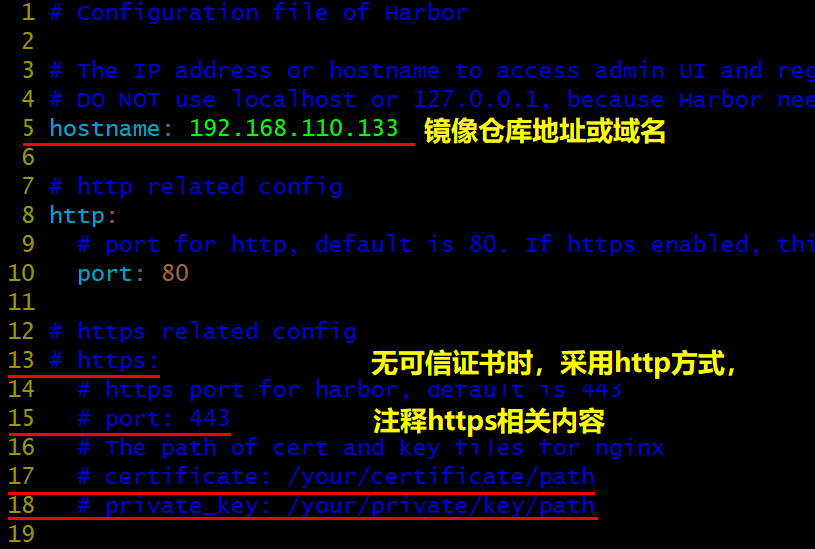 1 # Configuration file of Harbor
2
3 # The IP address or hostname to access admin UI and reg
4 # DO NOT use localhost or 127.0.0.1, because Harbor nee
5 hostname: 192.168.110.133 镜像仓库地址或域名
6
7 # http related config
8 http:
9 # port for http, default is 80. If https enabled, thi
10 port: 80
11
12 # https related config
13 # https: 无可信证书时，采用http方式，
14 # https port for harbor, default is 443
15 # port: 443 注释https相关内容
16 # The path of cert and key files for nginx
17 # certificate: /your/certificate/path
18 # private_key: /your/private/key/path
19